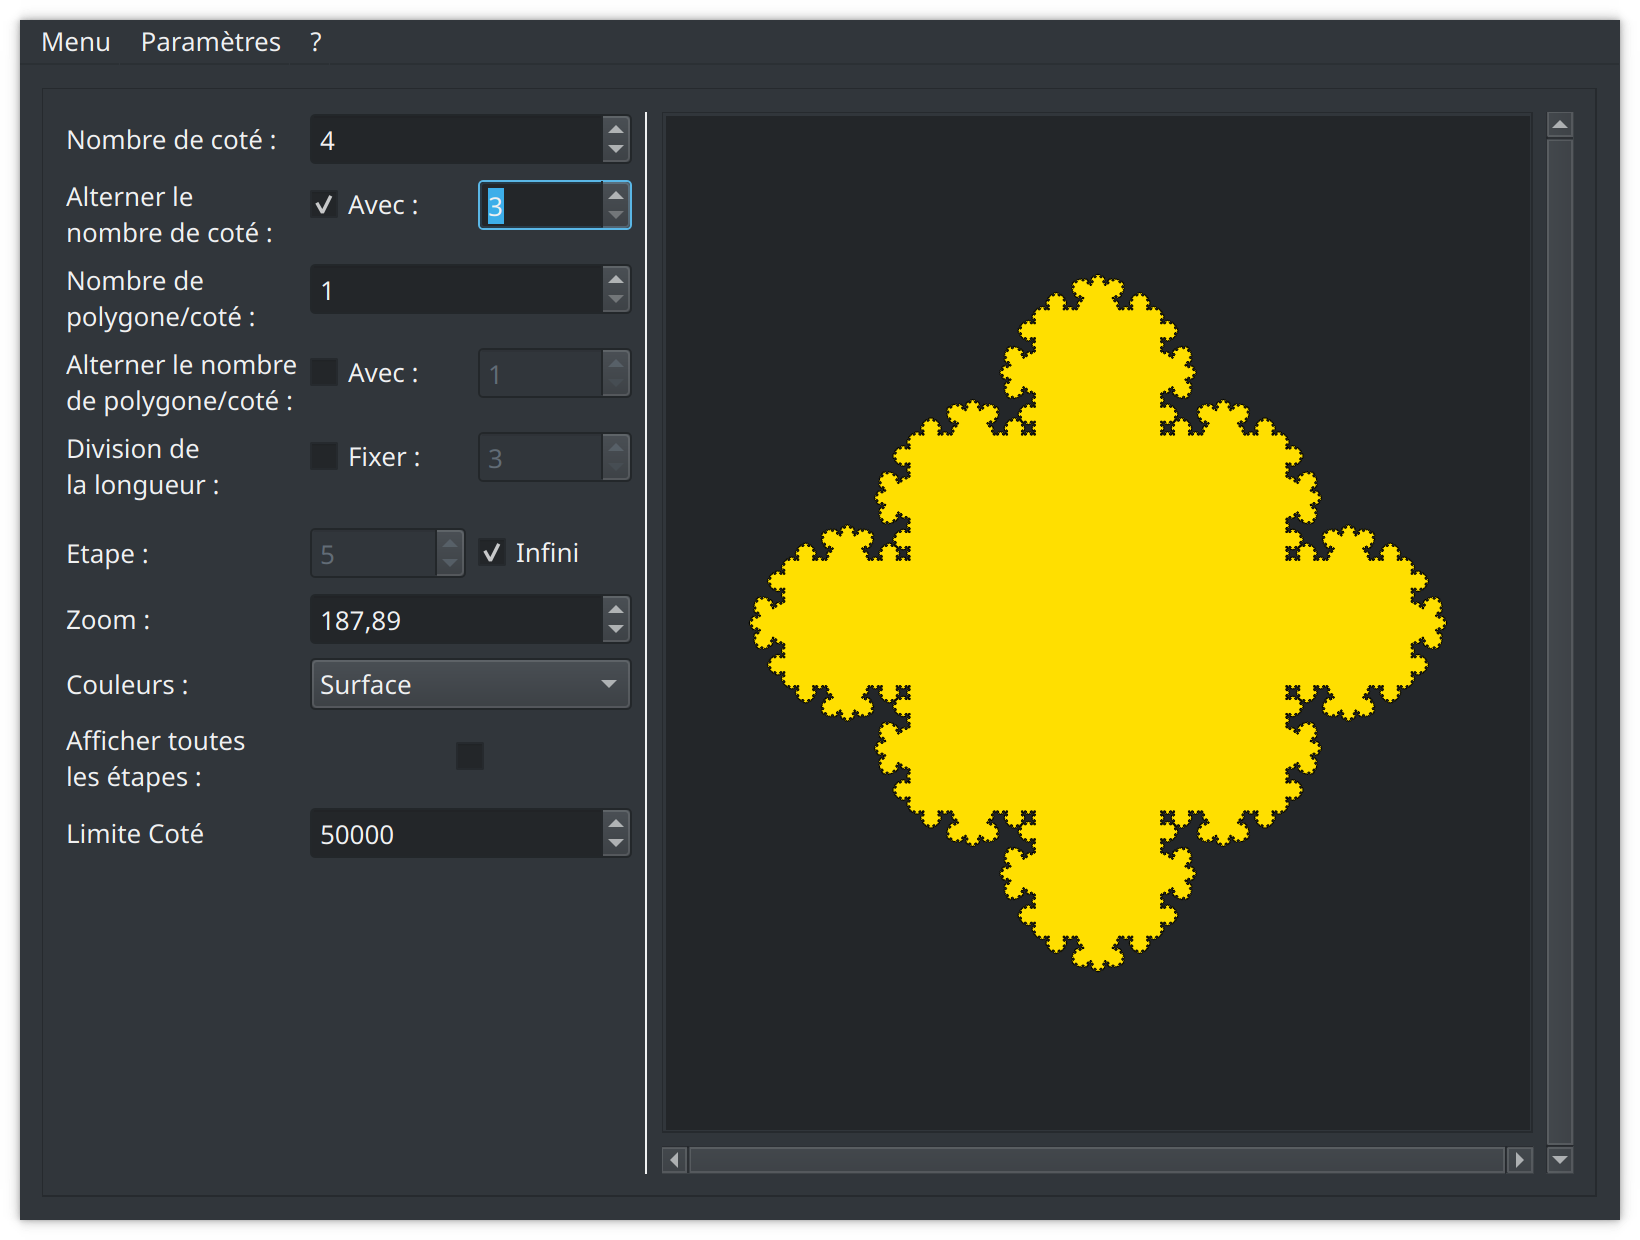 Menu Paramètres ?
Nombre de coté : 4
Alterner le
nombre de coté : Avec : 3
Nombre de
polygone/coté : 1
Alterner le nombre
de polygone/coté : Avec : 1
Division de
la longueur : Fixer : 3
Etape : 5 Infini
Zoom : 187,89
Couleurs : Surface
Afficher toutes
les étapes :
Limite Coté 50000